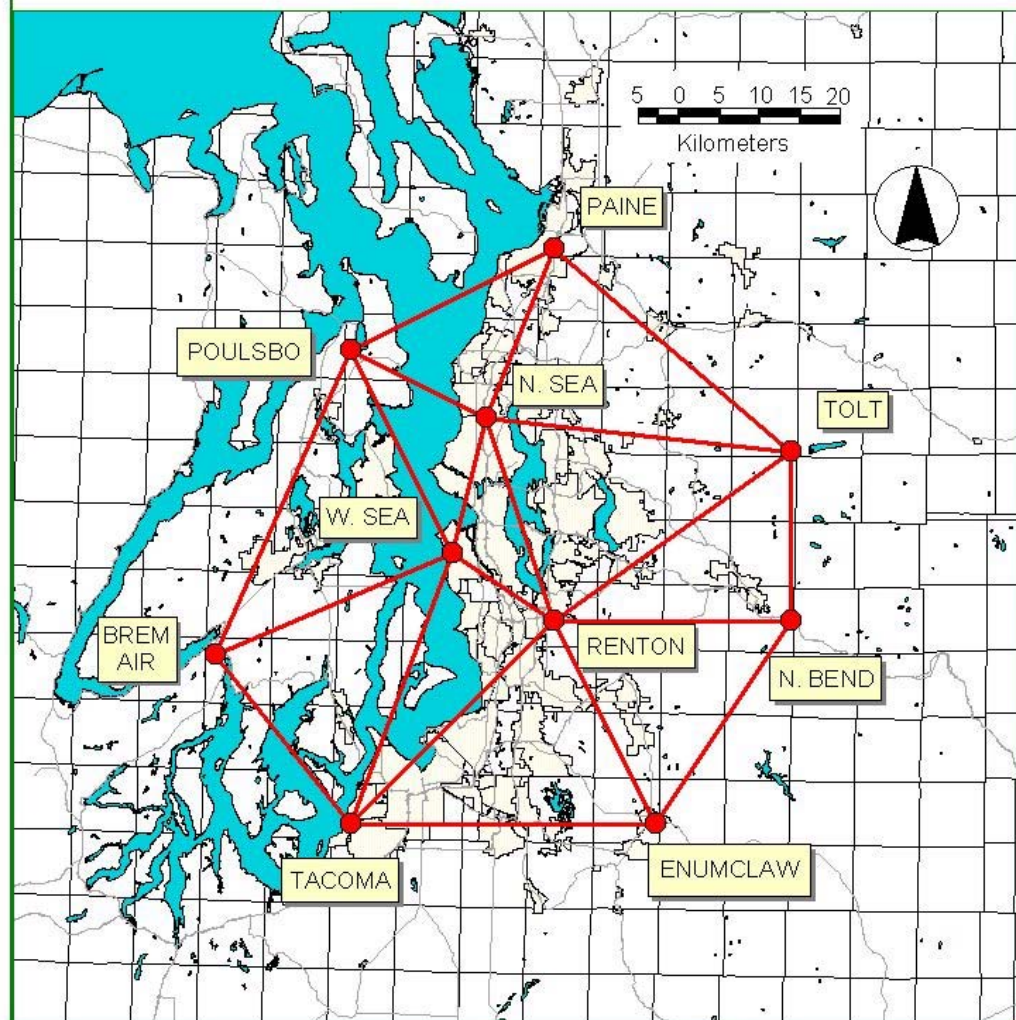 5 0 5 10 15 20
Kilometers
PAINE
POULSBO
N. SEA
TOLT
W. SEA
BREM
AIR
RENTON
N. BEND
TACOMA
ENUMCLAW